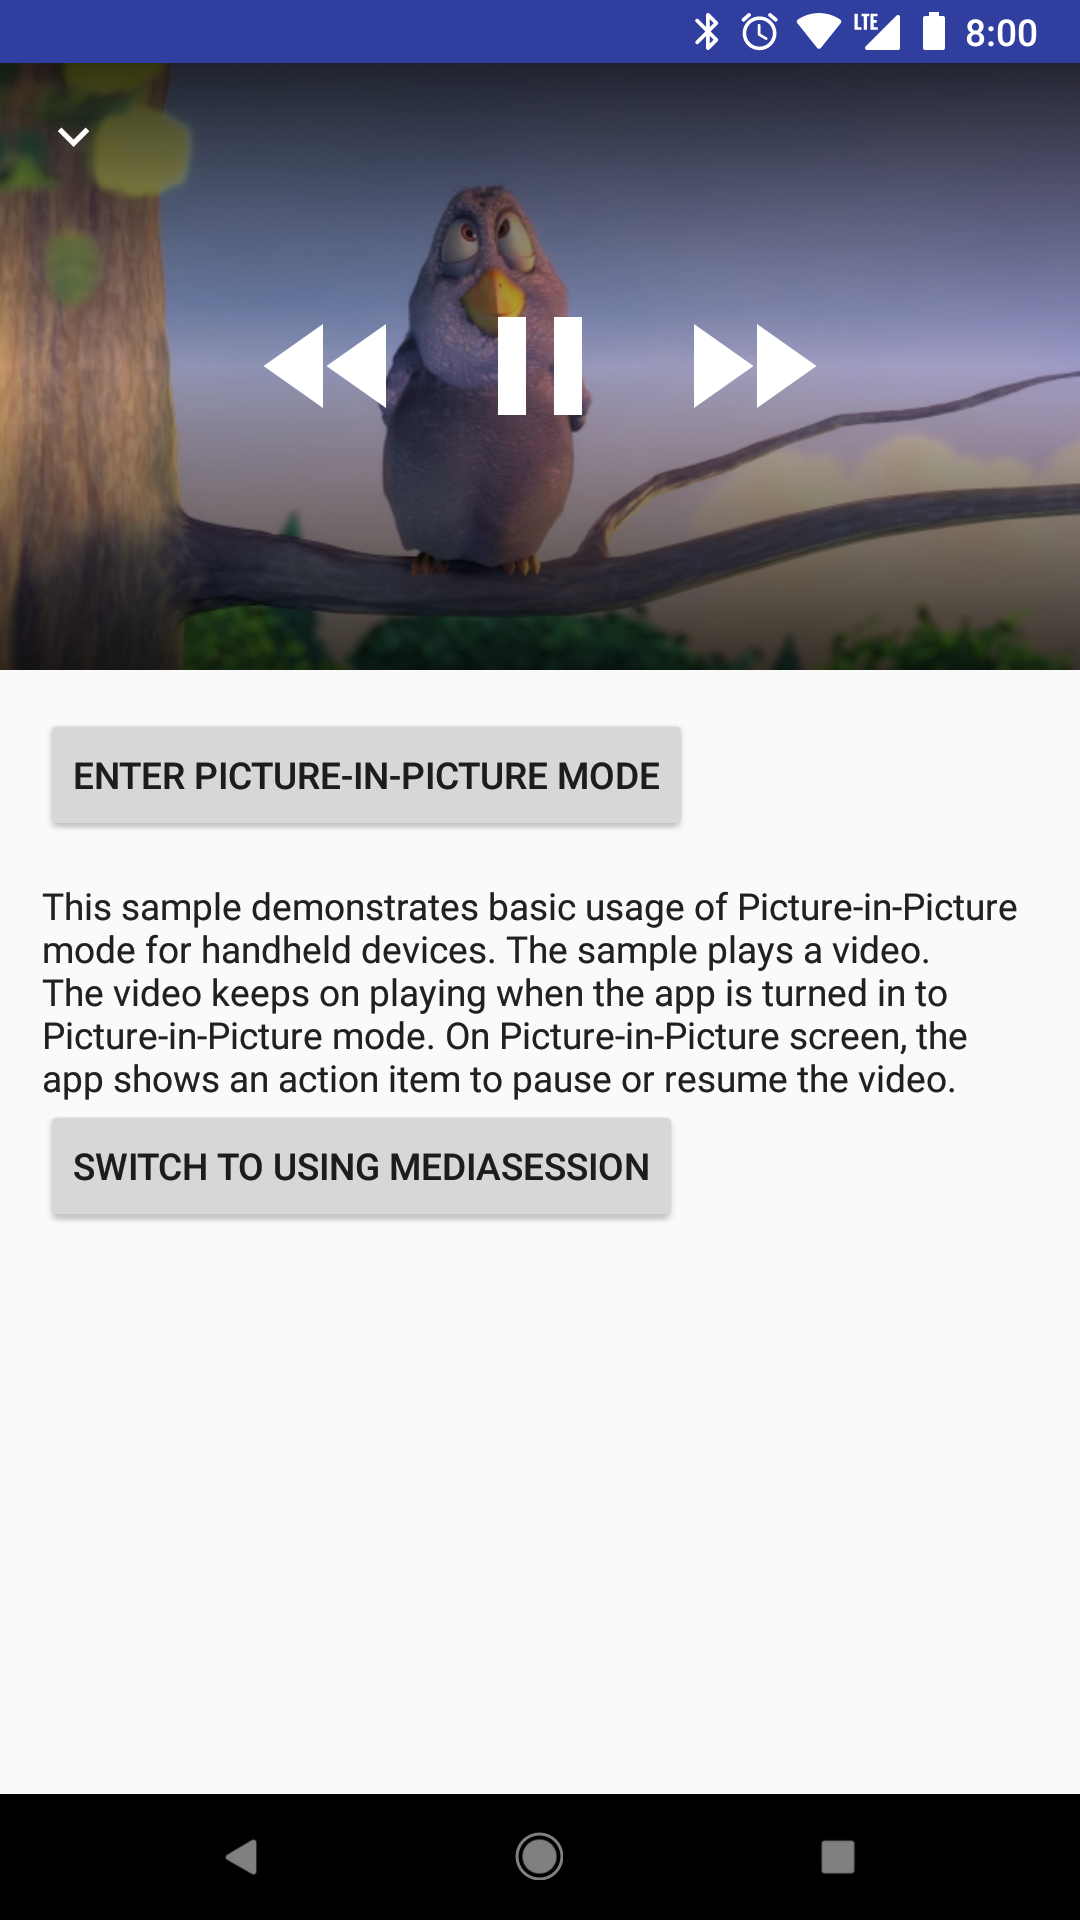 LTE 8:00
ENTER PICTURE-IN-PICTURE MODE
This sample demonstrates basic usage of Picture-in-Picture
mode for handheld devices. The sample plays a video.
The video keeps on playing when the app is turned in to
Picture-in-Picture mode. On Picture-in-Picture screen, the
app shows an action item to pause or resume the video.
SWITCH TO USING MEDIASESSION